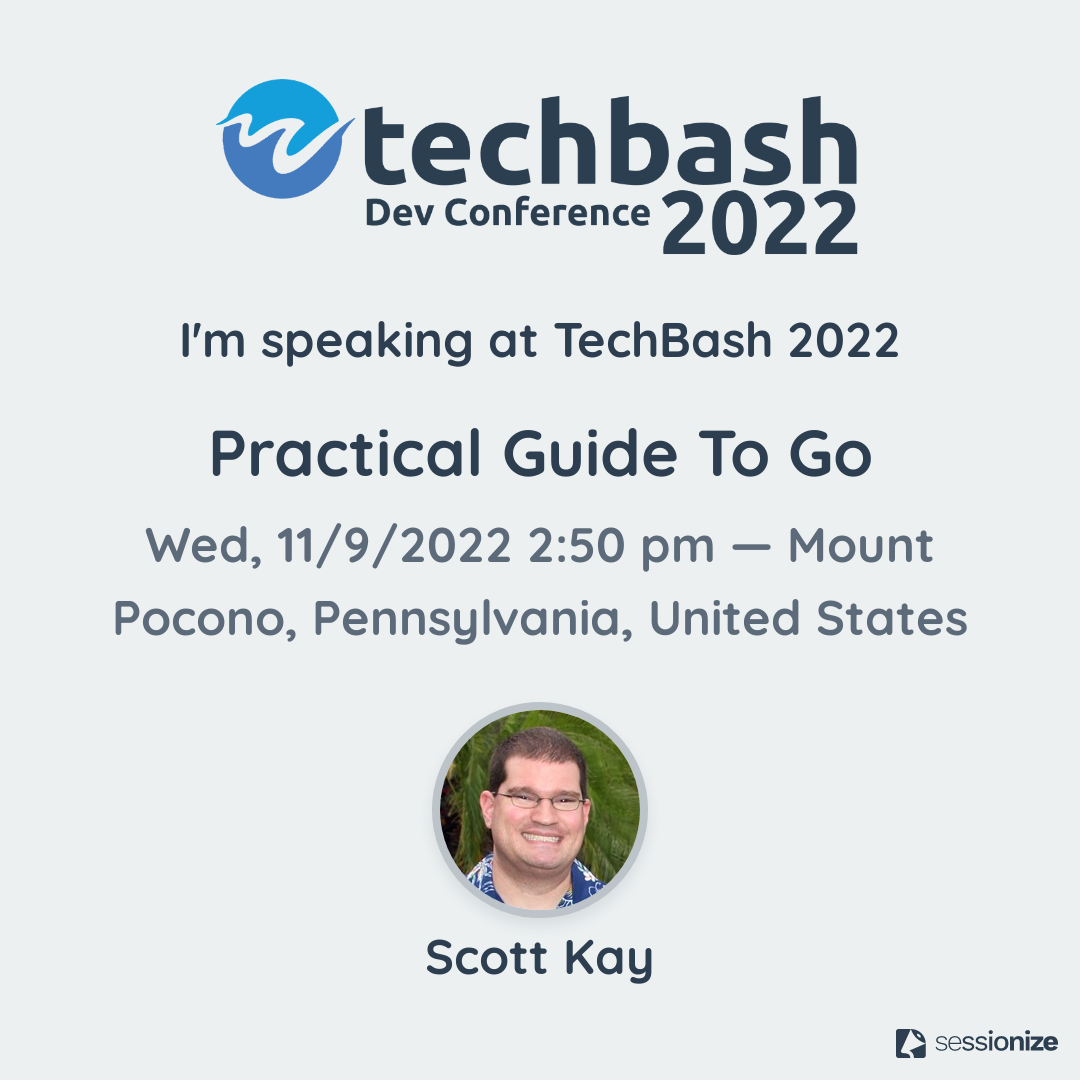 techbash
Dev Conference 2022
I'm speaking at TechBash 2022
Practical Guide To Go
Wed, 11/9/2022 2:50 pm — Mount
Pocono, Pennsylvania, United States
Scott Kay
sessionize